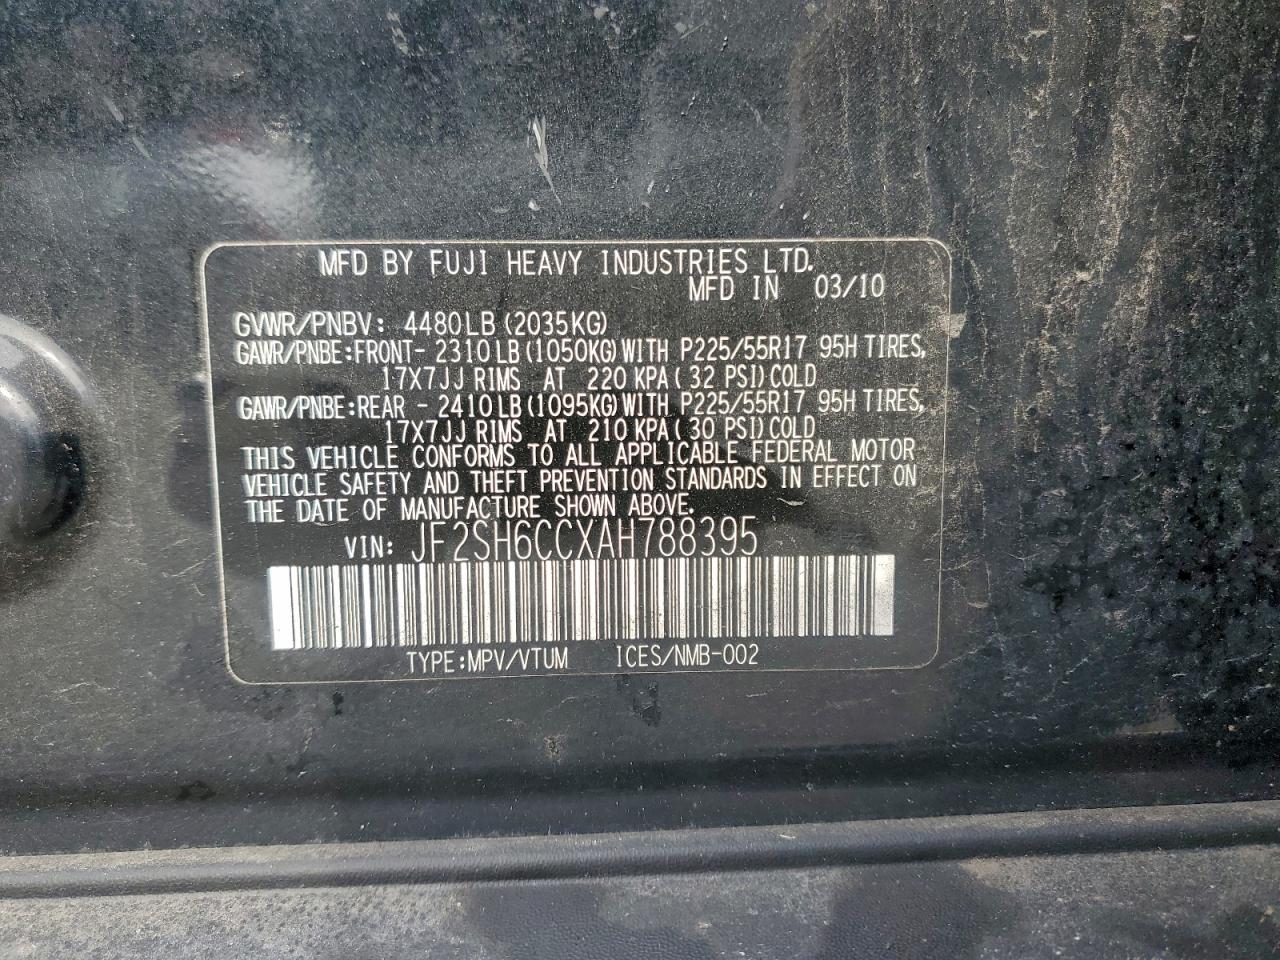 MFD BY FUJI HEAVY INDUSTRIES LTD.
MFD IN 03/10
GVWR/PNBV: 4480LB(2035KG)
GAWR/PNBE:FRONT- 2310LB(1050KG)WITH P225/55R17 95H TIRES,
17X7JJ RIMS AT 220 KPA( 32 PSI)COLD
GAWR/PNBE:REAR - 2410LB(1095KG)WITH P225/55R17 95H TIRES,
17X7JJ RIMS AT 210 KPA(30 PSI)COLD
THIS VEHICLE CONFORMS TO ALL APPLICABLE FEDERAL MOTOR
VEHICLE SAFETY AND THEFT PREVENTION STANDARDS IN EFFECT ON
THE DATE OF MANUFACTURE SHOWN ABOVE.
VIN: JF2SH6CCXAH788395
TYPE:MPV/VTUM ICES/NMB-002